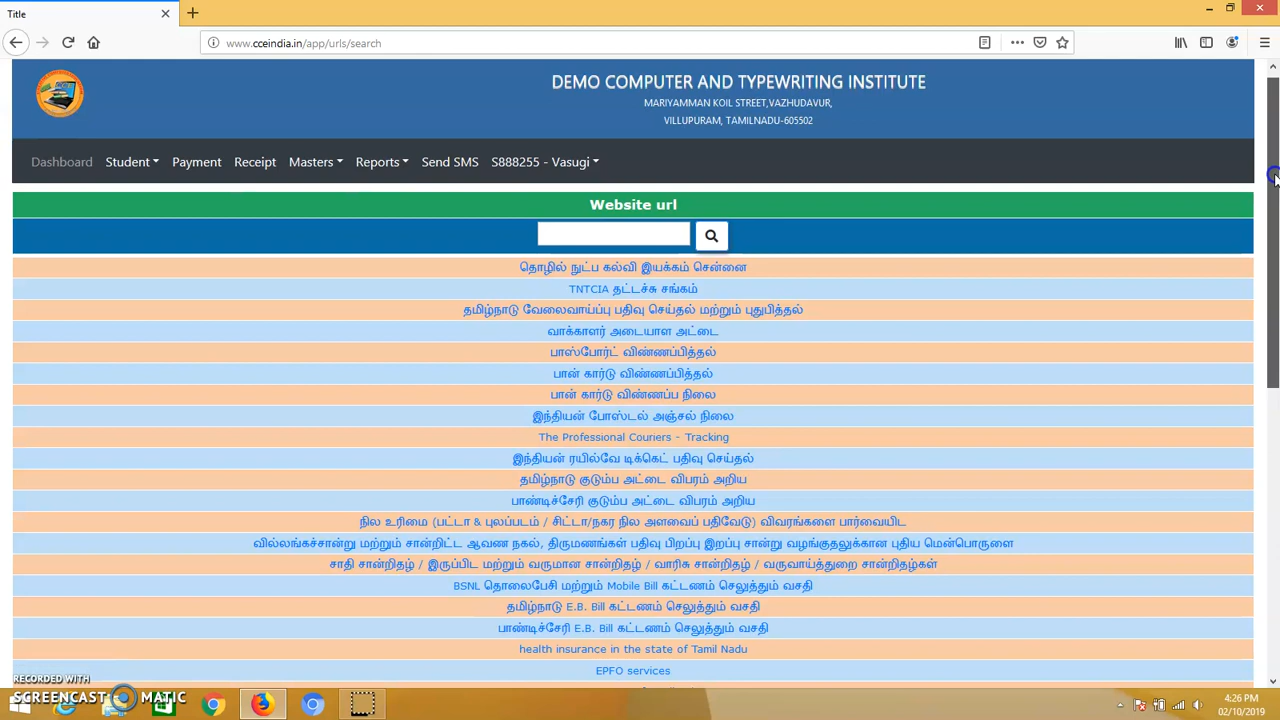 Title
www.cceindia.in/app/urls/search
DEMO COMPUTER AND TYPEWRITING INSTITUTE
MARIYAMMAN KOIL STREET,VAZHUDAVUR,
VILLUPURAM, TAMILNADU-605502
Dashboard Student Payment Receipt Masters Reports Send SMS S888255 - Vasugi
Website url
தொழில் நுட்ப கல்வி இயக்கம் சென்னை
TNTCIA தட்டச்சு சங்கம்
தமிழ்நாடு வேலைவாய்ப்பு பதிவு செய்தல் மற்றும் புதுபித்தல்
வாக்காளர் அடையாள அட்டை
பாஸ்போர்ட் விண்ணப்பித்தல்
பான் கார்டு விண்ணப்பித்தல்
பான் கார்டு விண்ணப்ப நிலை
இந்தியன் போஸ்டல் அஞ்சல் நிலை
The Professional Couriers - Tracking
இந்தியன் ரயில்வே டிக்கெட் பதிவு செய்தல்
தமிழ்நாடு குடும்ப அட்டை விபரம் அறிய
பாண்டிச்சேரி குடும்ப அட்டை விபரம் அறிய
நில உரிமை (பட்டா & புலப்படம் / சிட்டா/நகர நில அளவைப் பதிவேடு) விவரங்களை பார்வையிட
வில்லங்கச்சான்று மற்றும் சான்றிட்ட ஆவண நகல், திருமணங்கள் பதிவு பிறப்பு இறப்பு சான்று வழங்குதலுக்கான புதிய மென்பொருளை
சாதி சான்றிதழ் / இருப்பிட மற்றும் வருமான சான்றிதழ் / வாரிசு சான்றிதழ் / வருவாய்த்துறை சான்றிதழ்கள்
BSNL தொலைபேசி மற்றும் Mobile Bill கட்டணம் செலுத்தும் வசதி
தமிழ்நாடு E.B. Bill கட்டணம் செலுத்தும் வசதி
பாண்டிச்சேரி E.B. Bill கட்டணம் செலுத்தும் வசதி
health insurance in the state of Tamil Nadu
EPFO services
RECORDED WITH
SCREENCAST MATIC
4:26 PM
02/10/2019